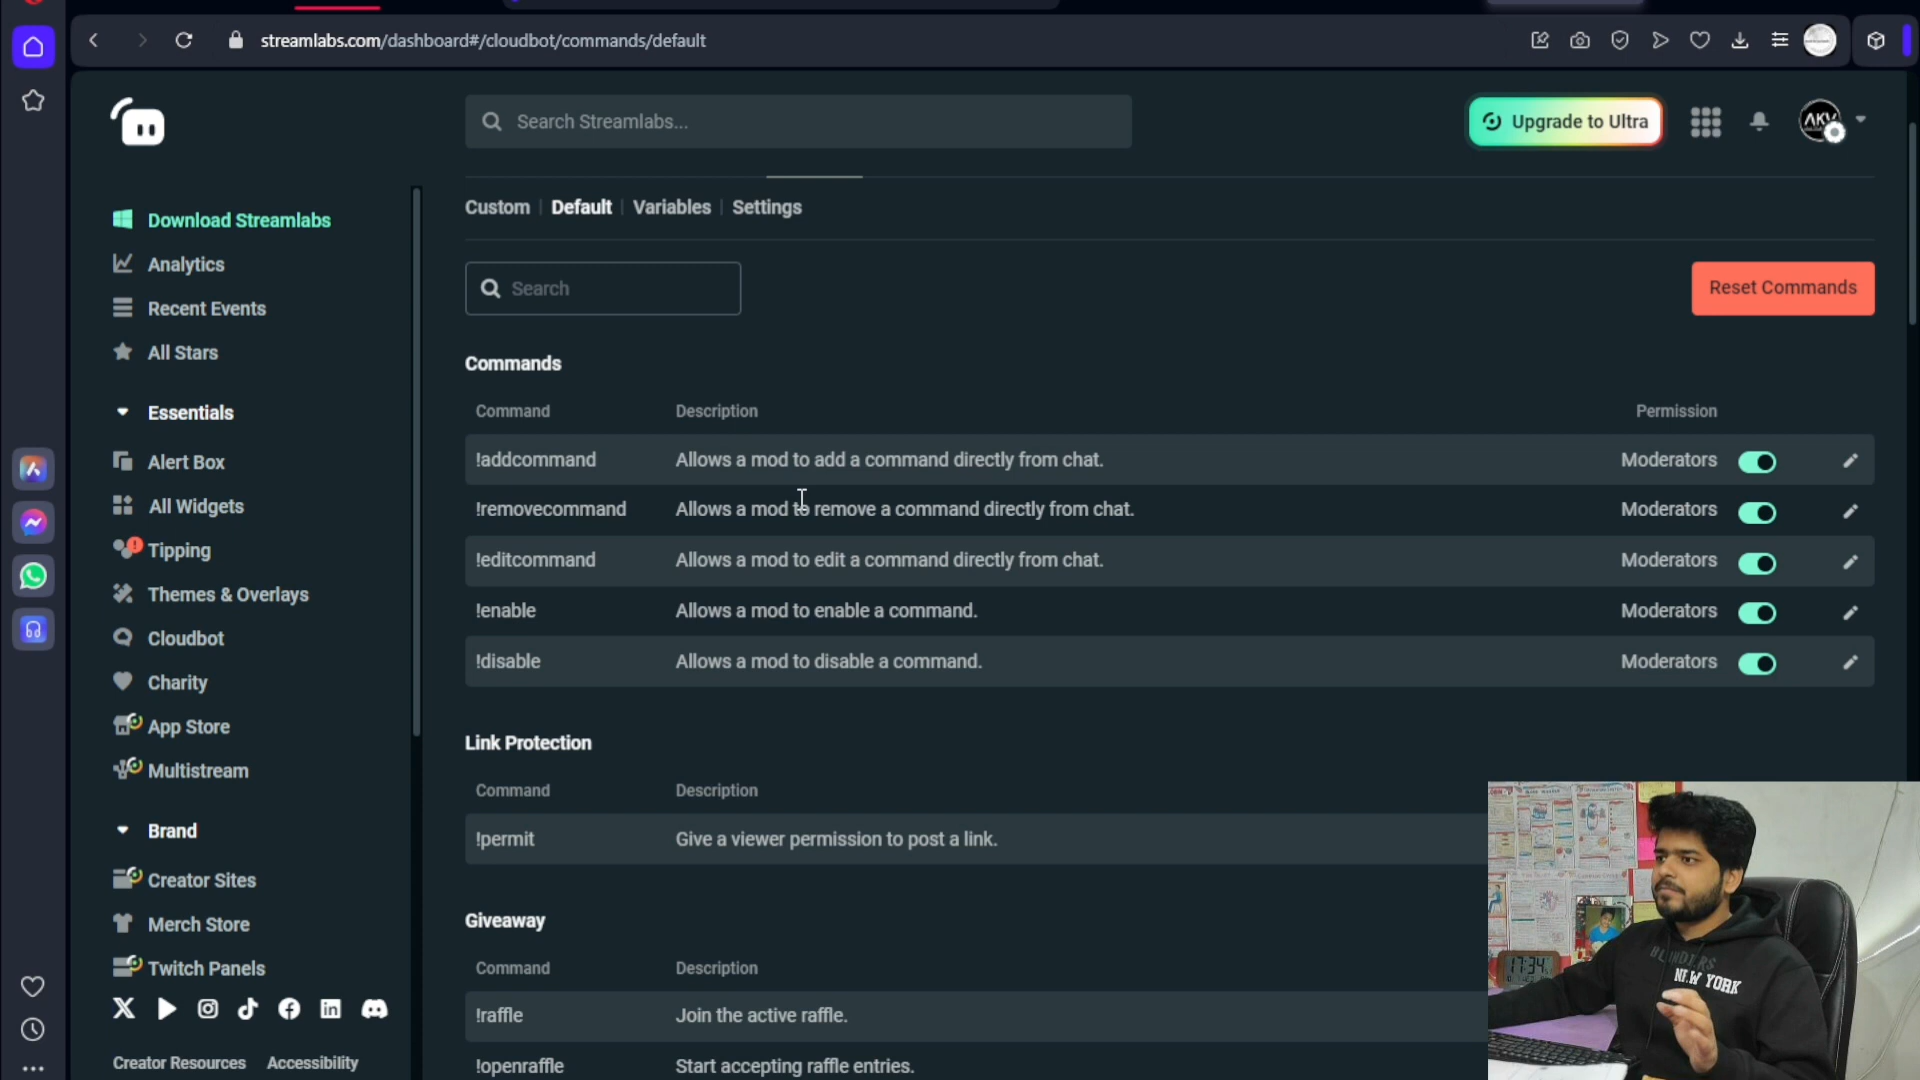 streamlabs.com/dashboard#/cloudbot/commands/default
Search Streamlabs...
Upgrade to Ultra
AKV
Download Streamlabs
Analytics
Recent Events
All Stars
Essentials
Alert Box
All Widgets
Tipping
Themes & Overlays
Cloudbot
Charity
App Store
Multistream
Brand
Creator Sites
Merch Store
Twitch Panels
Creator Resources Accessibility
Custom Default Variables Settings
Search
Reset Commands
Commands
Command Description Permission
!addcommand Allows a mod to add a command directly from chat. Moderators
!removecommand Allows a mod to remove a command directly from chat. Moderators
!editcommand Allows a mod to edit a command directly from chat. Moderators
!enable Allows a mod to enable a command. Moderators
!disable Allows a mod to disable a command. Moderators
Link Protection
Command Description
!permit Give a viewer permission to post a link.
Giveaway
Command Description
!raffle Join the active raffle.
!openraffle Start accepting raffle entries.
17:34
BLINDERS
NEW YORK